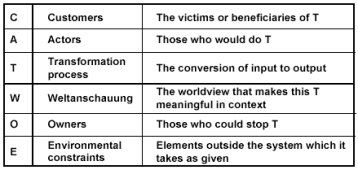 C Customers The victims or beneficiaries of T
A Actors Those who would do T
T Transformation process The conversion of input to output
W Weltanschauung The worldview that makes this T meaningful in context
O Owners Those who could stop T
E Environmental constraints Elements outside the system which it takes as given